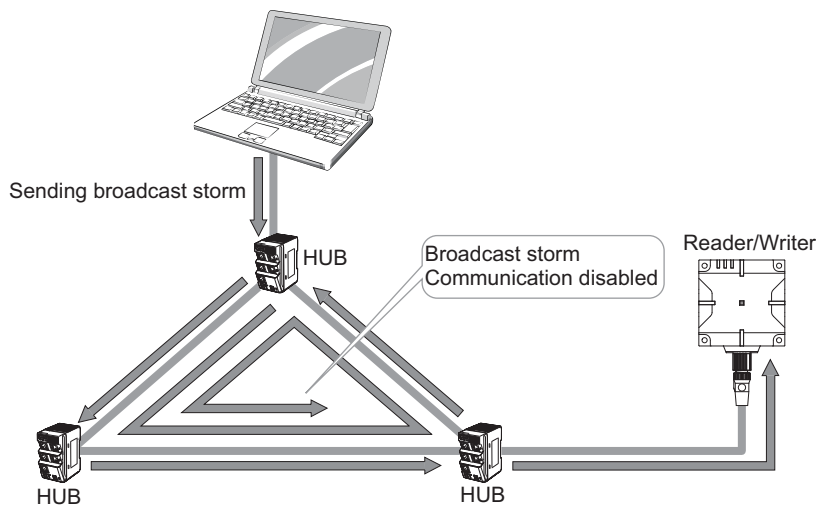 Sending broadcast storm
HUB
Broadcast storm
Communication disabled
Reader/Writer
HUB
HUB